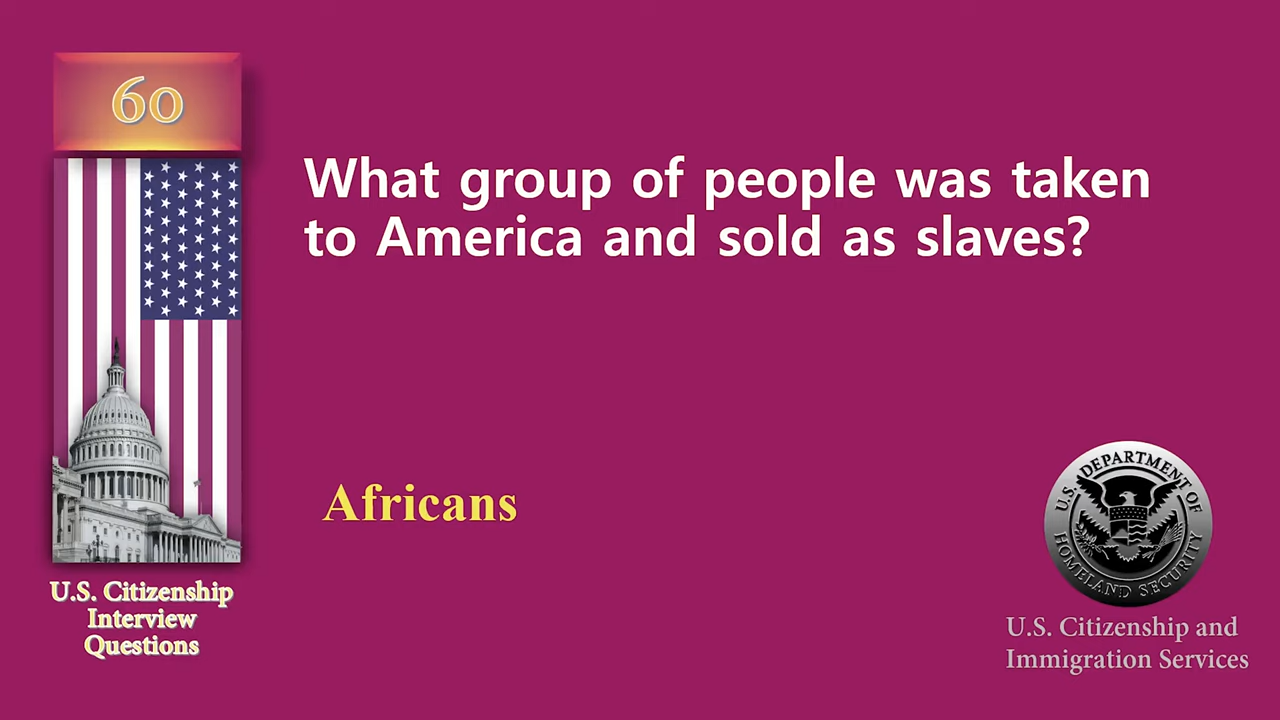 60
What group of people was taken
to America and sold as slaves?
Africans
U.S. Citizenship
Interview
Questions
U.S. DEPARTMENT OF
HOMELAND SECURITY
U.S. Citizenship and
Immigration Services